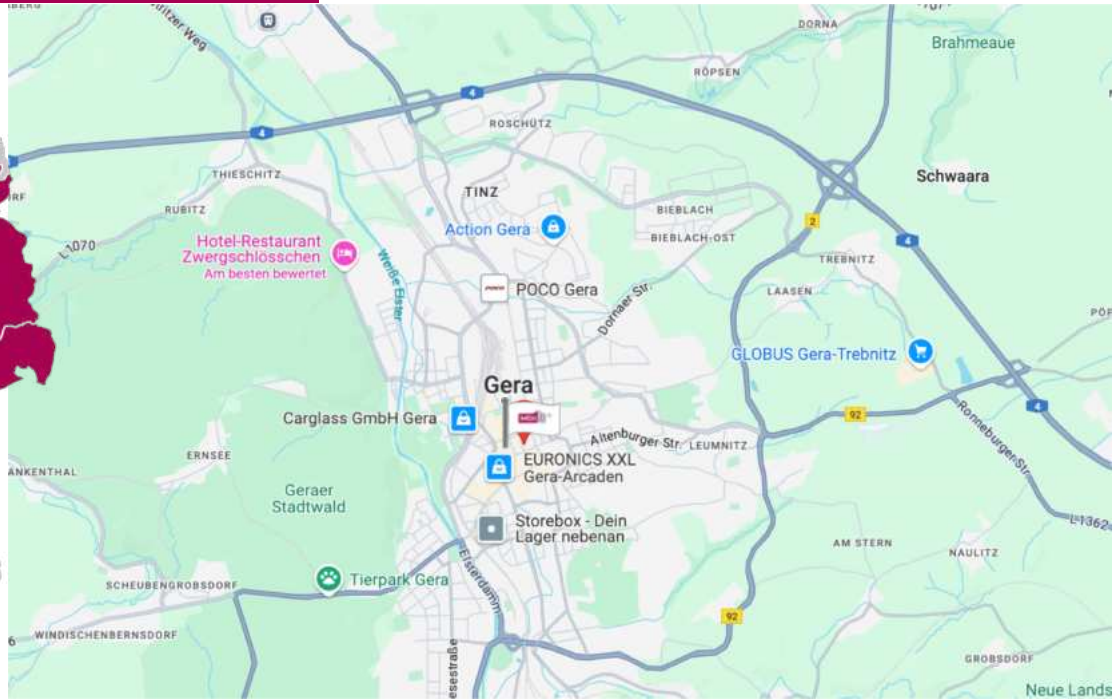 DORNA
Brahmeaue
RÖPSEN
4
ROSCHÜTZ
4
THIESCHITZ
Schwaara
TINZ
RUBITZ
BIEBLACH
Action Gera
2
BIEBLACH-OST
4
L1070
Hotel-Restaurant
Zwergschlösschen
Am besten bewertet
TREBNITZ
Weiße Elster
POCO Gera
LAASEN
Dornaer Str.
GLOBUS Gera-Trebnitz
Gera
4
Carglass GmbH Gera
92
Altenburger Str.
LEUMNITZ
Ronneburger Str.
ERNSEE
EURONICS XXL
Gera-Arcaden
ANKENTHAL
Geraer
Stadtwald
Storebox - Dein
Lager nebenan
L1362
AM STERN
NAULITZ
SCHEUBENGROBSDORF
Tierpark Gera
Elsterdamm
92
WINDISCHENBERNSDORF
GROBSDORF
esestraße
Neue Lands